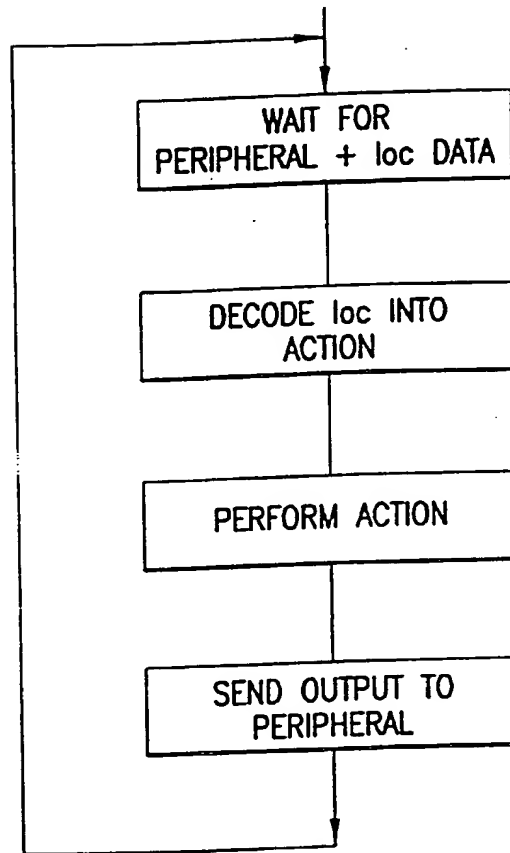 WAIT FOR
PERIPHERAL + loc DATA
DECODE loc INTO
ACTION
PERFORM ACTION
SEND OUTPUT TO
PERIPHERAL